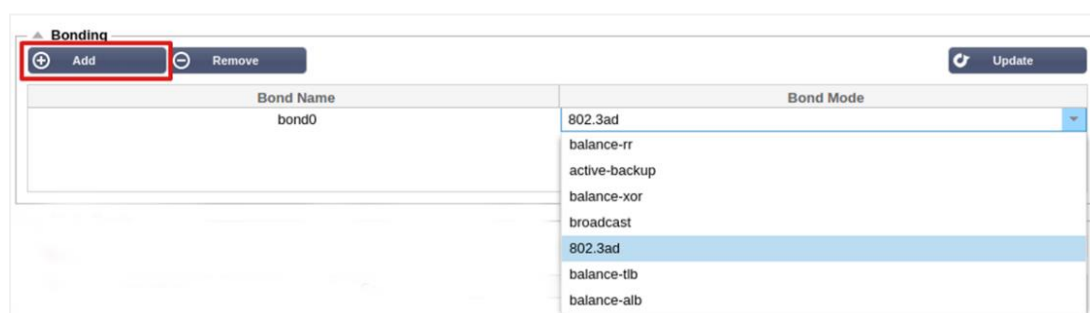 Bonding
Add Remove Update
Bond Name Bond Mode
bond0 802.3ad
balance-rr
active-backup
balance-xor
broadcast
802.3ad
balance-tlb
balance-alb